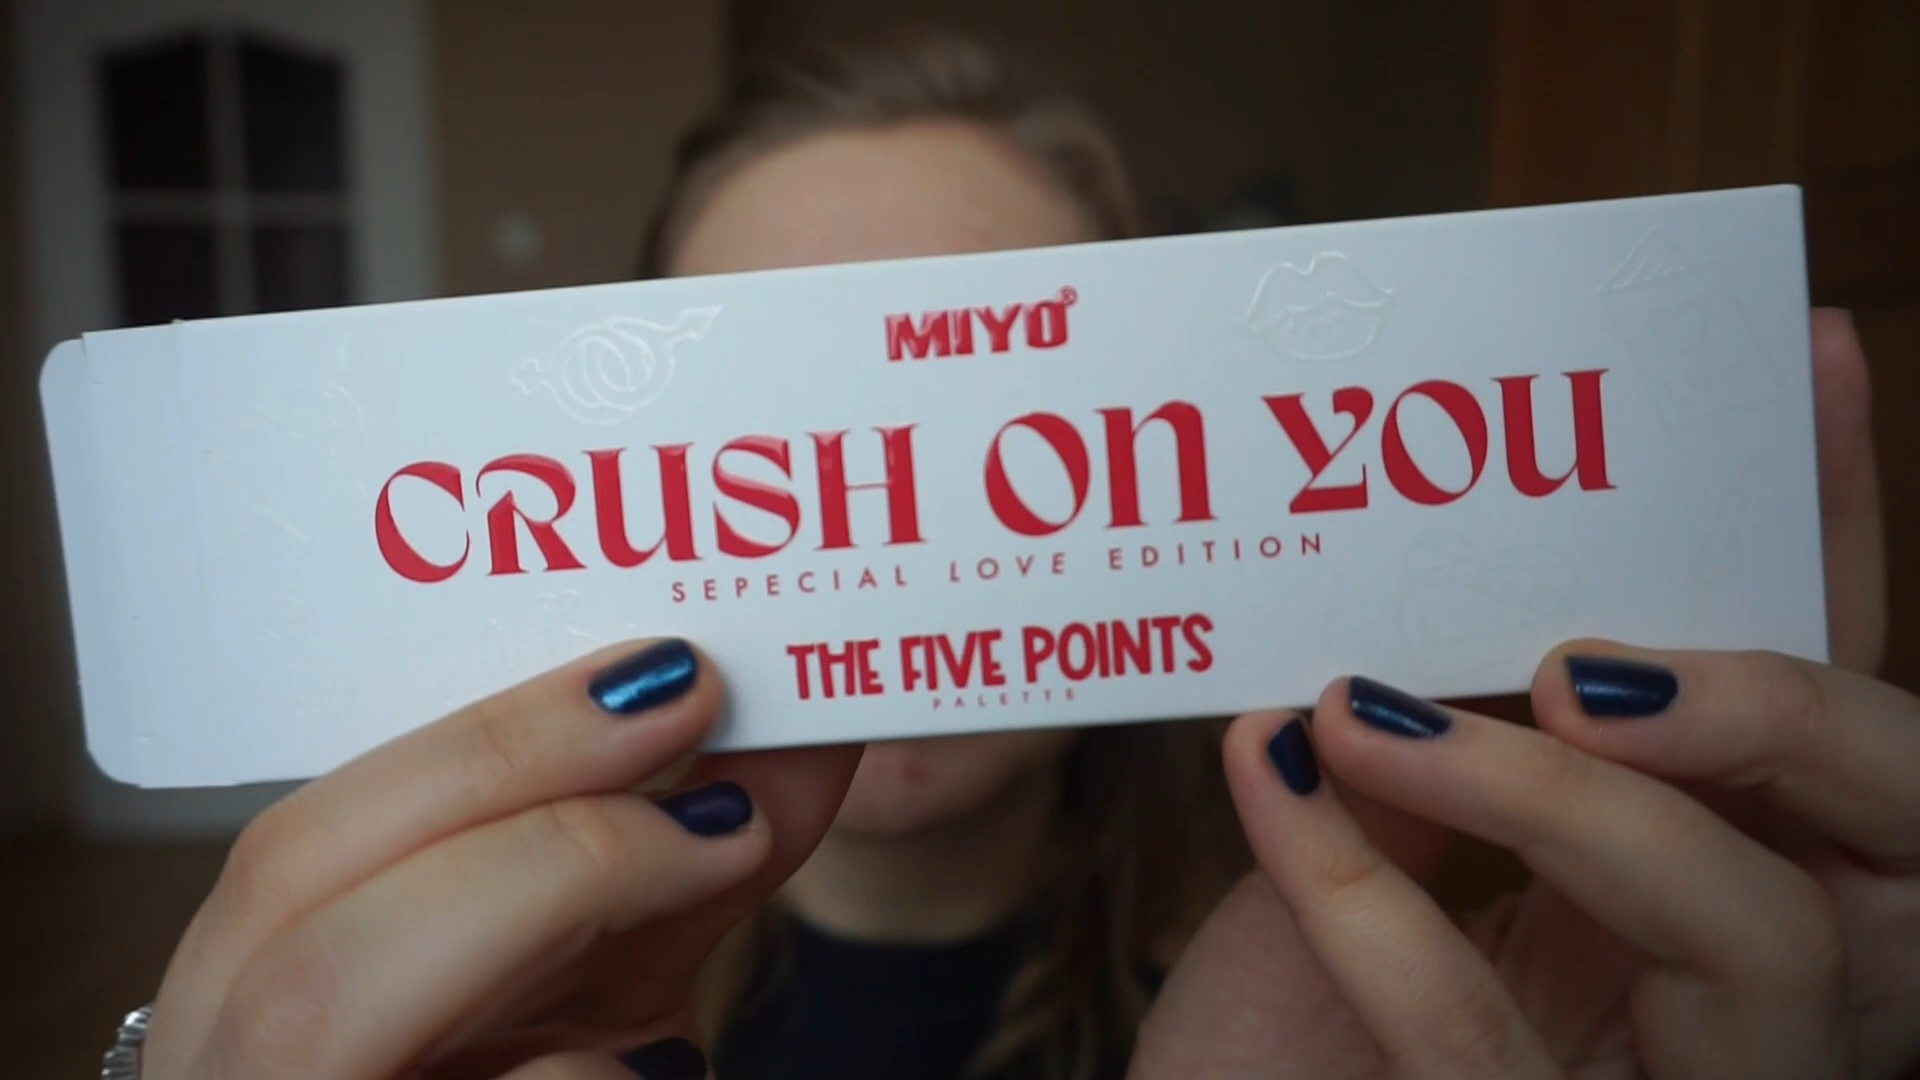 MIYO®
CRUSH ON YOU
SEPECIAL LOVE EDITION
THE FIVE POINTS
PALETTE